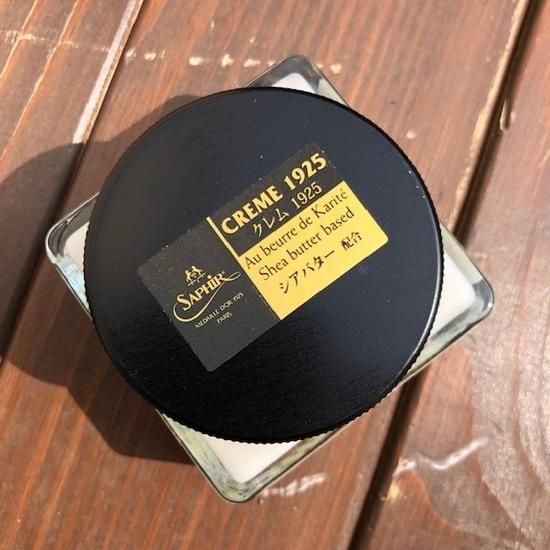 CREME 1925
クレム 1925
Au beurre de Karité
Shea butter based
シアバター 配合
SAPHIR
MEDAILLE D'OR 1925
PARIS